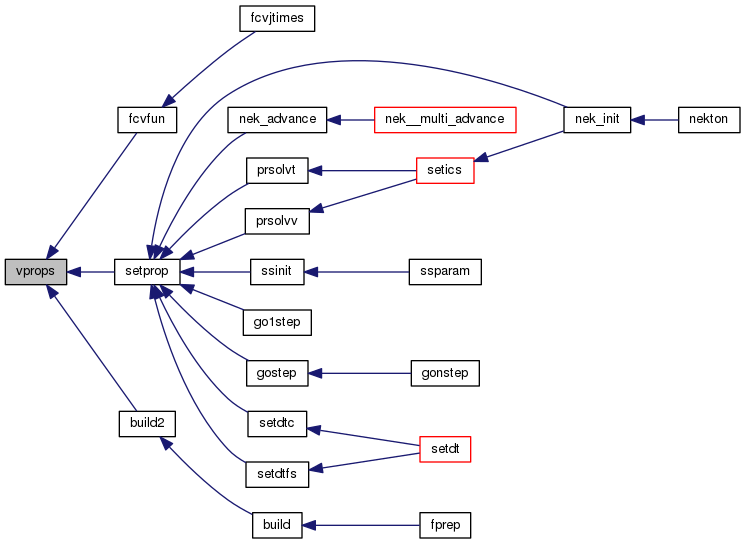 fcvjtimes
fcvfun
nek_advance
nek__multi_advance
nek_init
nekton
prsolvt
setics
prsolvv
vprops
setprop
ssinit
ssparam
go1step
gostep
gonstep
build2
setdtc
setdt
setdtfs
build
fprep